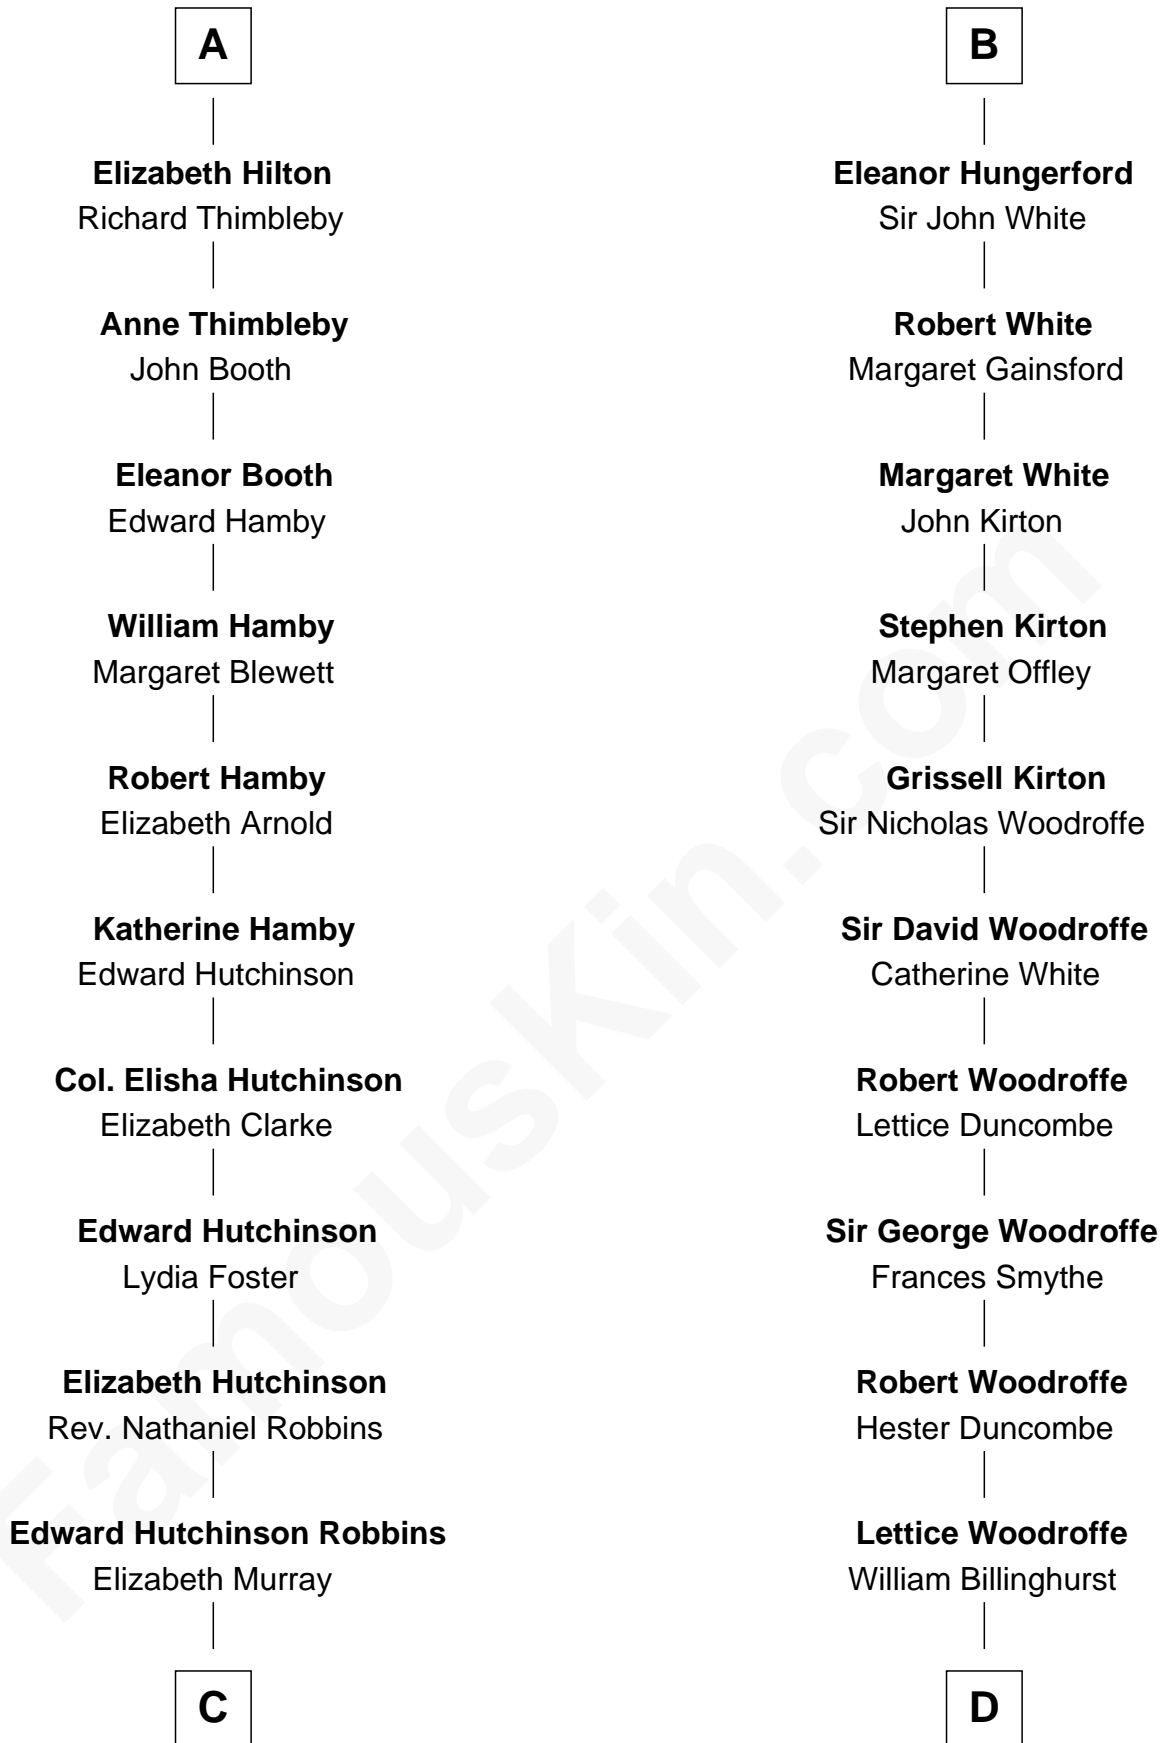 A
Elizabeth Hilton
Richard Thimbleby
Anne Thimbleby
John Booth
Eleanor Booth
Edward Hamby
William Hamby
Margaret Blewett
Robert Hamby
Elizabeth Arnold
Katherine Hamby
Edward Hutchinson
Col. Elisha Hutchinson
Elizabeth Clarke
Edward Hutchinson
Lydia Foster
Elizabeth Hutchinson
Rev. Nathaniel Robbins
Edward Hutchinson Robbins
Elizabeth Murray
C
B
Eleanor Hungerford
Sir John White
Robert White
Margaret Gainsford
Margaret White
John Kirton
Stephen Kirton
Margaret Offley
Grissell Kirton
Sir Nicholas Woodroffe
Sir David Woodroffe
Catherine White
Robert Woodroffe
Lettice Duncombe
Sir George Woodroffe
Frances Smythe
Robert Woodroffe
Hester Duncombe
Lettice Woodroffe
William Billinghurst
D
FamousKin.com